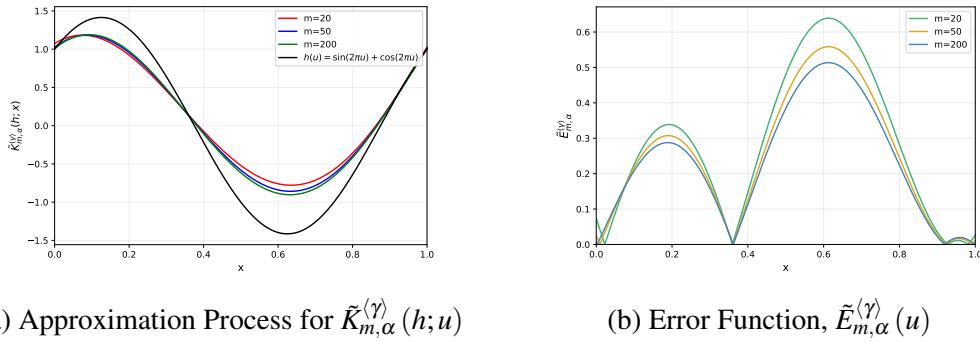 K̃⟨γ⟩m,α(h;x)
1.5
1.0
0.5
0.0
−0.5
−1.0
−1.5
0.0 0.2 0.4 0.6 0.8 1.0
x
m=20
m=50
m=200
h(u) = sin(2πu) + cos(2πu)
Ẽ⟨γ⟩m,α
0.6
0.5
0.4
0.3
0.2
0.1
0.0
0.0 0.2 0.4 0.6 0.8 1.0
x
m=20
m=50
m=200
) Approximation Process for K̃⟨γ⟩m,α (h;u)
(b) Error Function, Ẽ⟨γ⟩m,α (u)